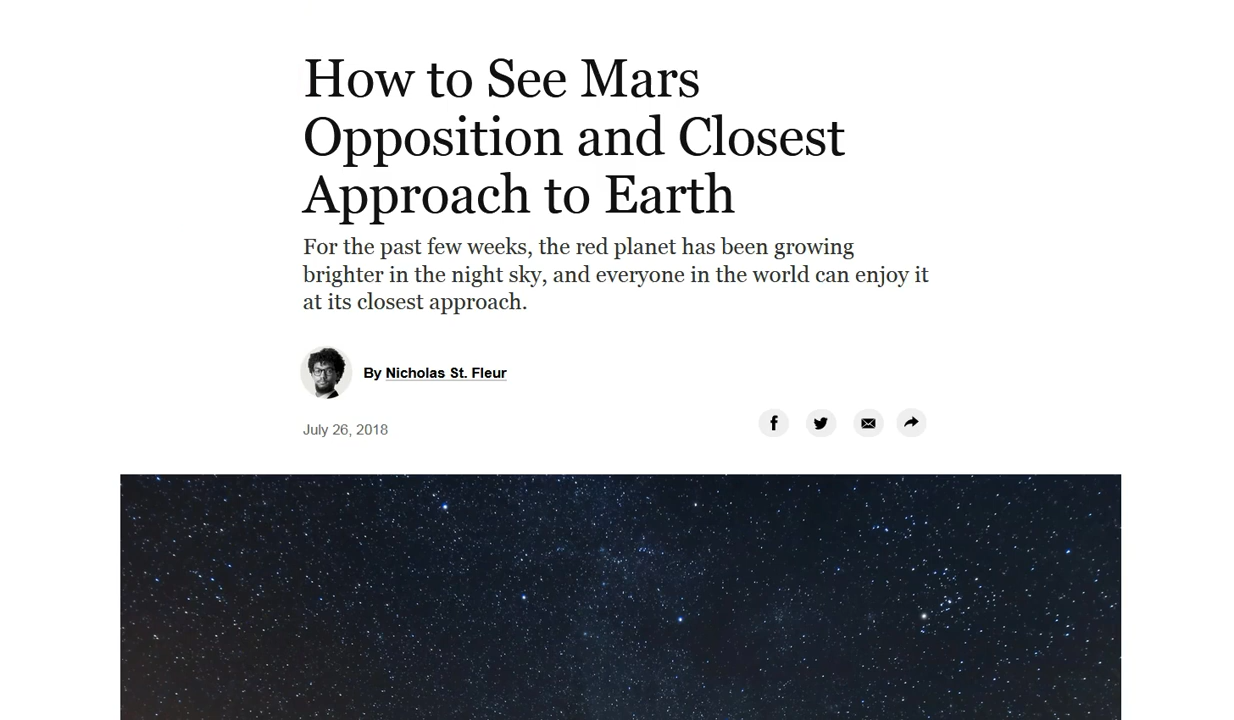 How to See Mars
Opposition and Closest
Approach to Earth
For the past few weeks, the red planet has been growing
brighter in the night sky, and everyone in the world can enjoy it
at its closest approach.
By Nicholas St. Fleur
July 26, 2018